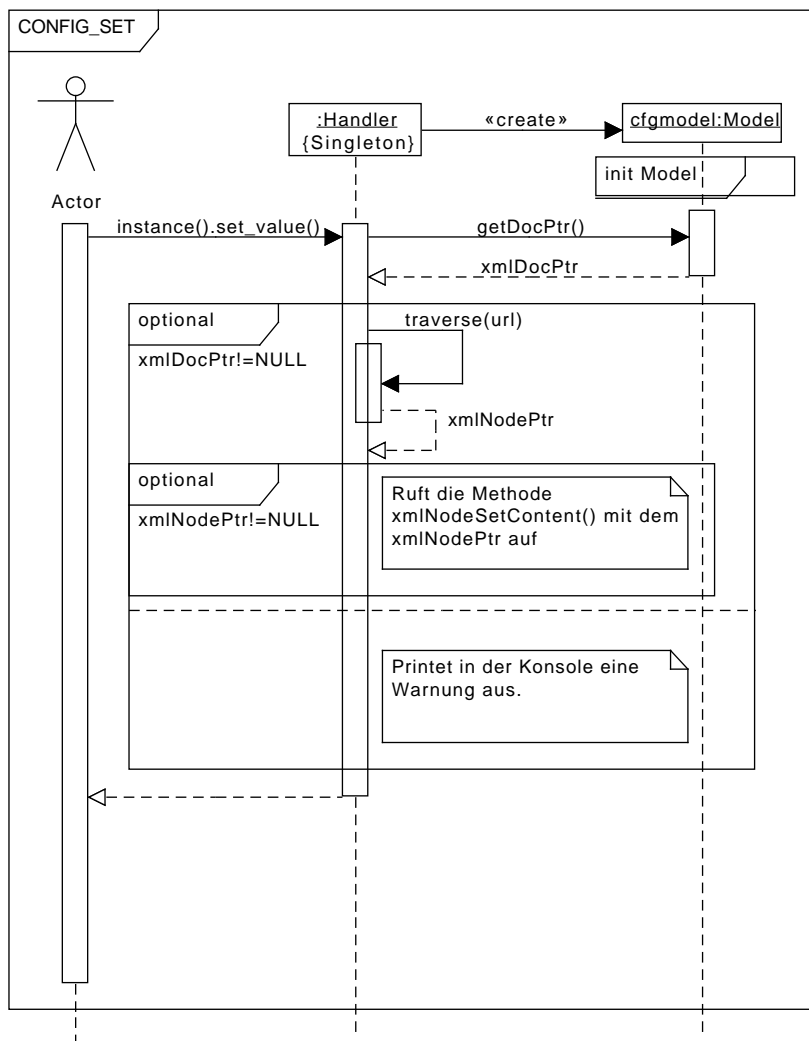 CONFIG_SET
:Handler
{Singleton}
«create»
cfgmodel:Model
init Model
Actor
instance().set_value()
getDocPtr()
xmlDocPtr
optional
traverse(url)
xmlDocPtr!=NULL
xmlNodePtr
optional
xmlNodePtr!=NULL
Ruft die Methode
xmlNodeSetContent() mit dem
xmlNodePtr auf
Printet in der Konsole eine
Warnung aus.